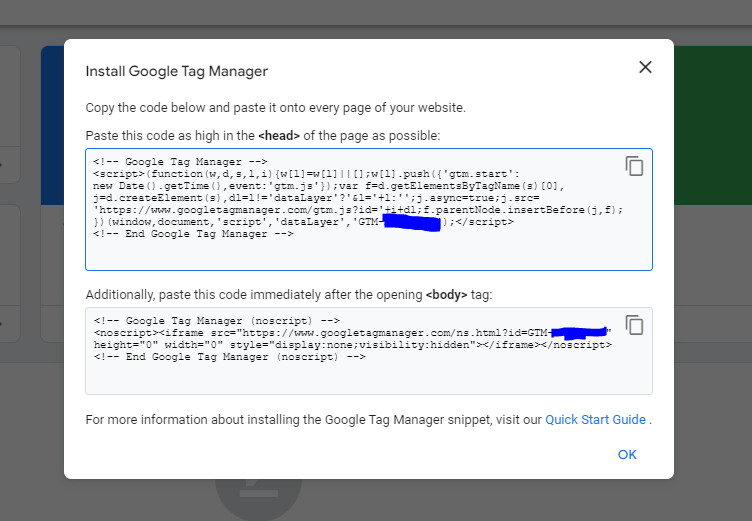 Install Google Tag Manager
Copy the code below and paste it onto every page of your website.
Paste this code as high in the <head> of the page as possible:
<!-- Google Tag Manager -->
<script>(function(w,d,s,l,i){w[l]=w[l]||[];w[l].push({'gtm.start':
new Date().getTime(),event:'gtm.js'});var f=d.getElementsByTagName(s)[0],
j=d.createElement(s),dl=l!='dataLayer'?'&l='+l:'';j.async=true;j.src=
'https://www.googletagmanager.com/gtm.js?id='+i+dl;f.parentNode.insertBefore(j,f);
})(window,document,'script','dataLayer','GTM-);</script>
<!-- End Google Tag Manager -->
Additionally, paste this code immediately after the opening <body> tag:
<!-- Google Tag Manager (noscript) -->
<noscript><iframe src="https://www.googletagmanager.com/ns.html?id=GTM-"
height="0" width="0" style="display:none;visibility:hidden"></iframe></noscript>
<!-- End Google Tag Manager (noscript) -->
For more information about installing the Google Tag Manager snippet, visit our Quick Start Guide .
OK